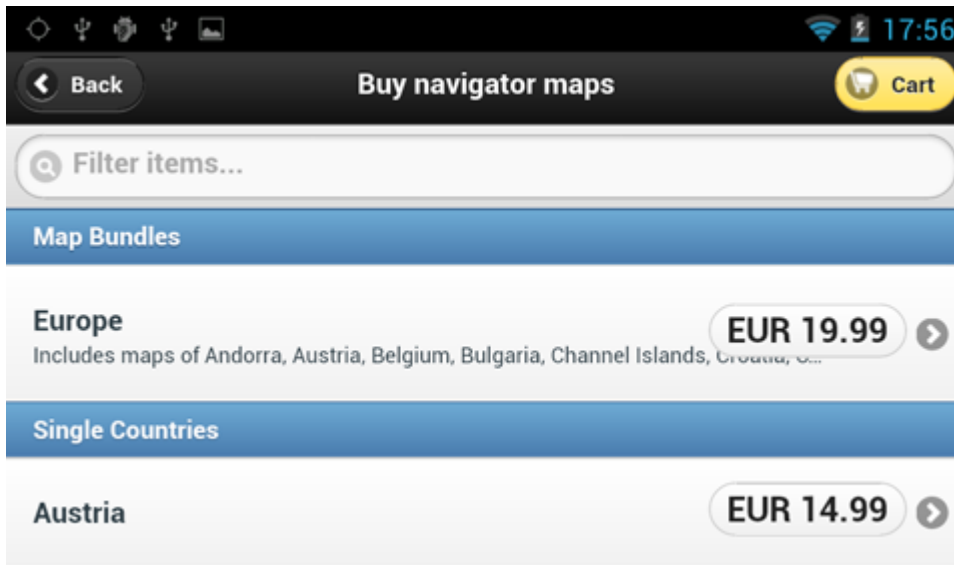 17:56
Back
Buy navigator maps
Cart
Filter items...
Map Bundles
Europe
EUR 19.99
Includes maps of Andorra, Austria, Belgium, Bulgaria, Channel Islands, Croatia, C...
Single Countries
Austria
EUR 14.99